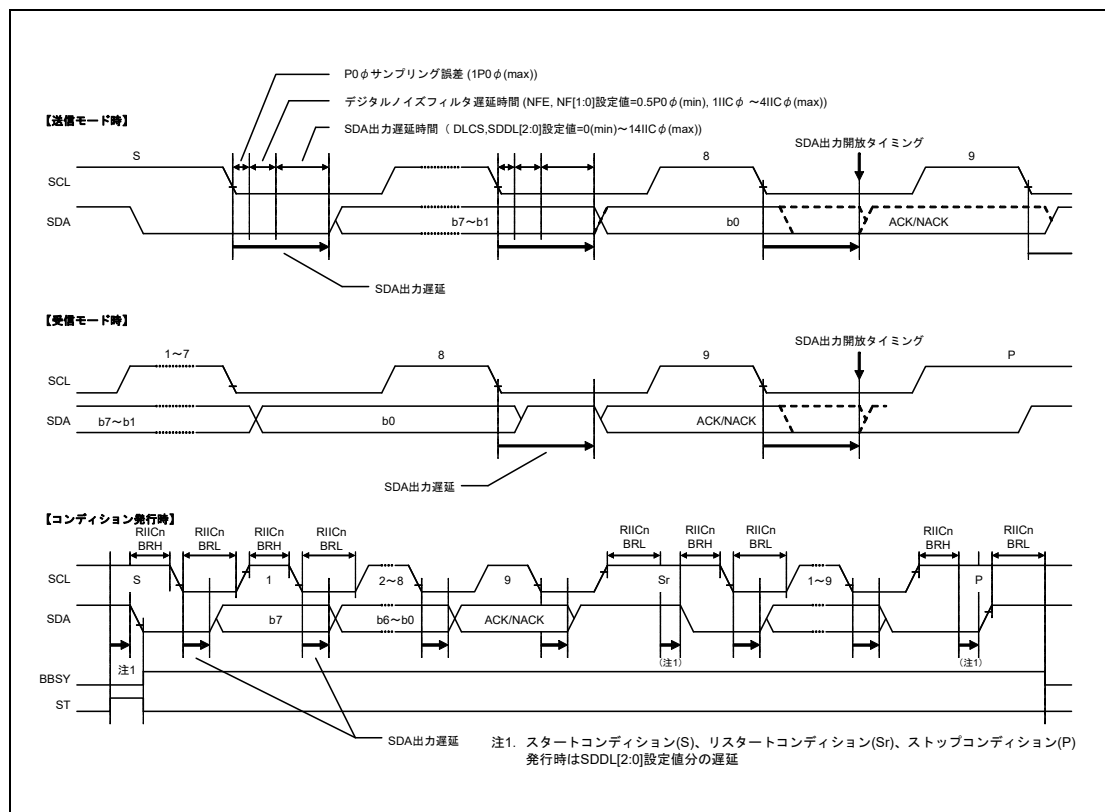 P0φサンプリング誤差 (1P0φ(max))
デジタルノイズフィルタ遅延時間 (NFE, NF[1:0]設定値=0.5P0φ(min), 1IICφ ~4IICφ(max))
SDA出力遅延時間 ( DLCS,SDDL[2:0]設定値=0(min)~14IICφ(max))
【送信モード時】
SDA出力開放タイミング
S 8 9
SCL
SDA b7~b1 b0 ACK/NACK
SDA出力遅延
【受信モード時】
SDA出力開放タイミング
1~7 8 9 P
SCL
SDA b7~b1 b0 ACK/NACK
SDA出力遅延
【コンディション発行時】
RIICn RIICn RIICn RIICn RIICn RIICn RIICn RIICn RIICn
BRH BRL BRH BRL BRL BRH BRL BRH BRL
SCL S 1 2~8 9 Sr 1~9 P
SDA b7 b6~b0 ACK/NACK
注1 (注1) (注1)
BBSY
ST
SDA出力遅延
注1. スタートコンディション(S)、リスタートコンディション(Sr)、ストップコンディション(P)
発行時はSDDL[2:0]設定値分の遅延